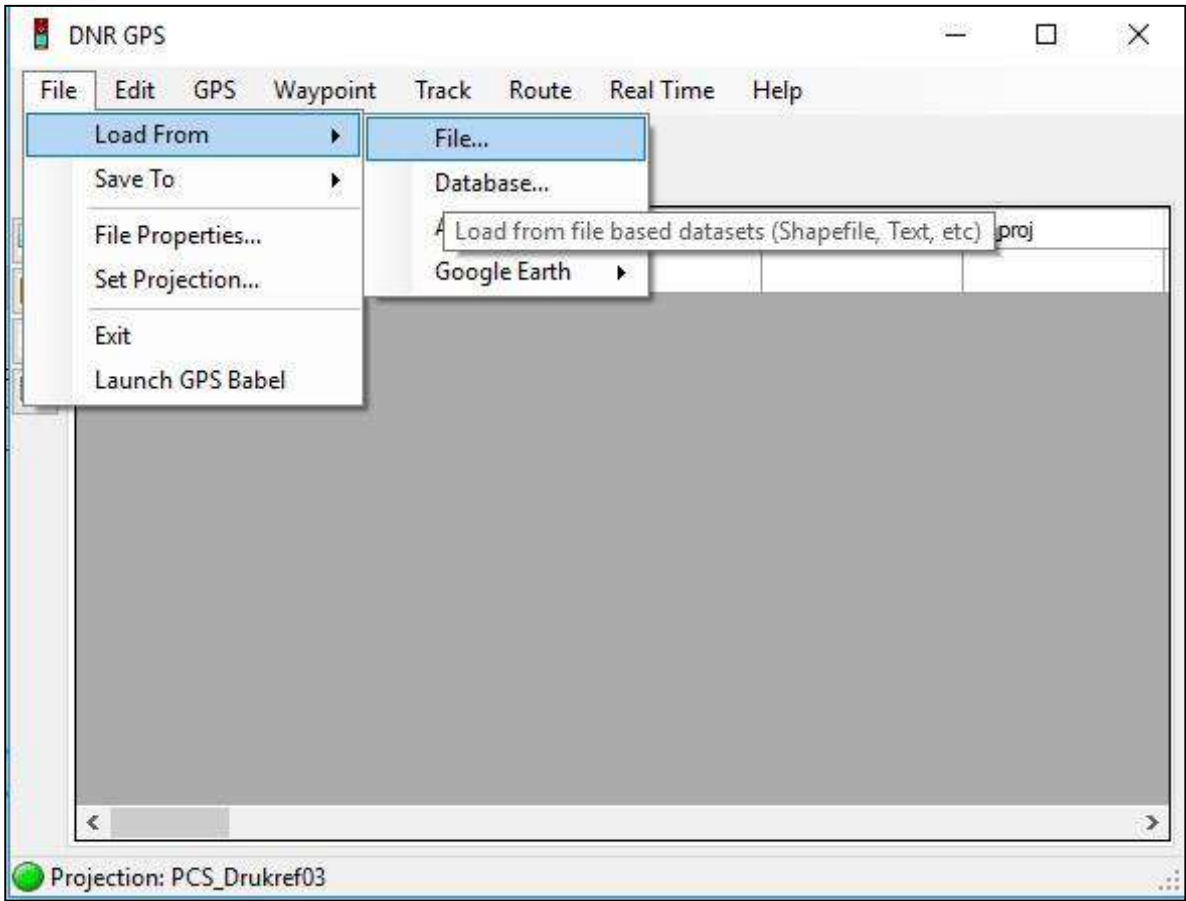 DNR GPS
File Edit GPS Waypoint Track Route Real Time Help
Load From
Save To
File Properties...
Set Projection...
Exit
Launch GPS Babel
File...
Database...
Load from file based datasets (Shapefile, Text, etc)
Google Earth
proj
Projection: PCS_Drukref03